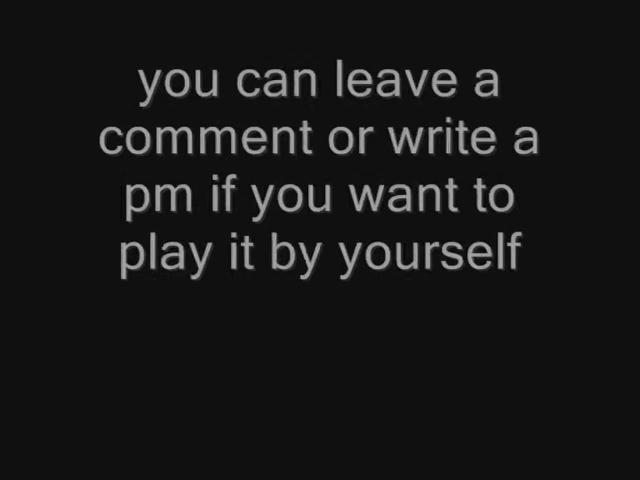 you can leave a
comment or write a
pm if you want to
play it by yourself